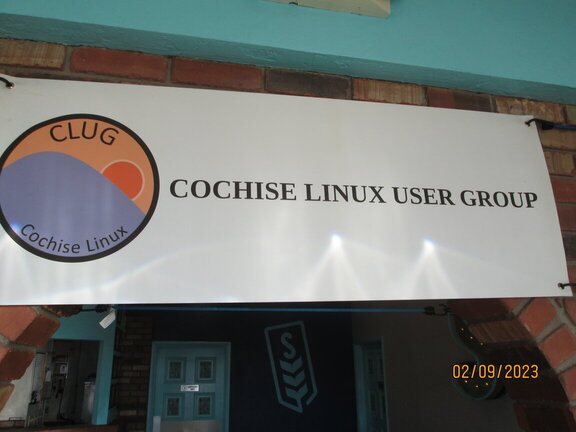 CLUG
Cochise Linux
COCHISE LINUX USER GROUP
S
02/09/2023